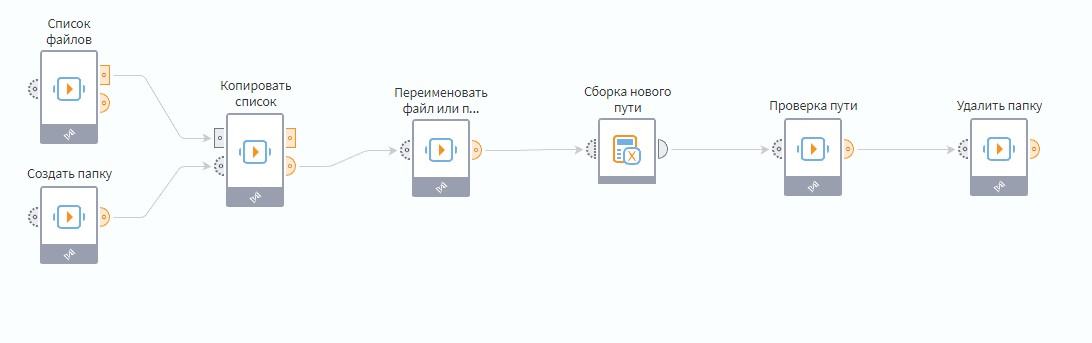 Список
файлов
Создать папку
Копировать
список
Переименовать
файл или п...
Сборка нового
пути
Проверка пути
Удалить папку